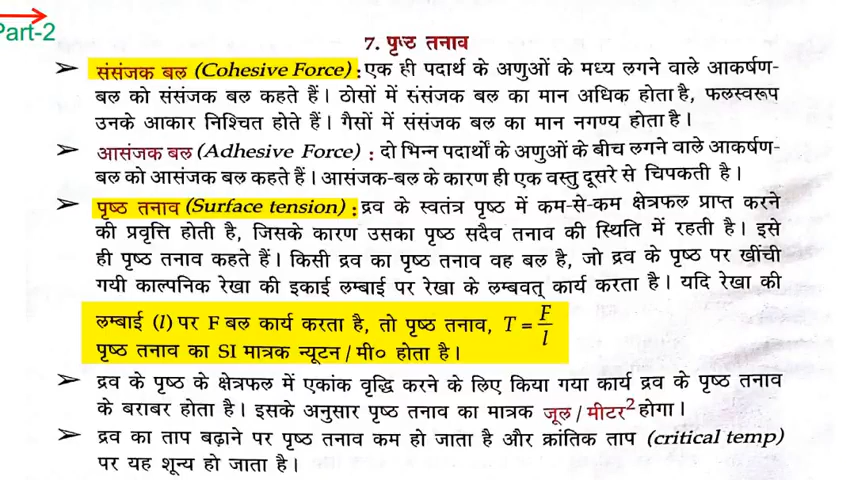 Part-2
7. पृष्ठ तनाव
➢ संसंजक बल (Cohesive Force) : एक ही पदार्थ के अणुओं के मध्य लगने वाले आकर्षण-
बल को संसंजक बल कहते हैं। ठोसों में संसंजक बल का मान अधिक होता है, फलस्वरूप
उनके आकार निश्चित होते हैं। गैसों में संसंजक बल का मान नगण्य होता है।
➢ आसंजक बल (Adhesive Force) : दो भिन्न पदार्थों के अणुओं के बीच लगने वाले आकर्षण-
बल को आसंजक बल कहते हैं। आसंजक-बल के कारण ही एक वस्तु दूसरे से चिपकती है।
➢ पृष्ठ तनाव (Surface tension) : द्रव के स्वतंत्र पृष्ठ में कम-से-कम क्षेत्रफल प्राप्त करने
की प्रवृत्ति होती है, जिसके कारण उसका पृष्ठ सदैव तनाव की स्थिति में रहती है। इसे
ही पृष्ठ तनाव कहते हैं। किसी द्रव का पृष्ठ तनाव वह बल है, जो द्रव के पृष्ठ पर खींची
गयी काल्पनिक रेखा की इकाई लम्बाई पर रेखा के लम्बवत् कार्य करता है। यदि रेखा की
लम्बाई (l) पर F बल कार्य करता है, तो पृष्ठ तनाव, T = F/l
पृष्ठ तनाव का SI मात्रक न्यूटन / मी० होता है।
➢ द्रव के पृष्ठ के क्षेत्रफल में एकांक वृद्धि करने के लिए किया गया कार्य द्रव के पृष्ठ तनाव
के बराबर होता है। इसके अनुसार पृष्ठ तनाव का मात्रक जूल / मीटर² होगा।
➢ द्रव का ताप बढ़ाने पर पृष्ठ तनाव कम हो जाता है और क्रांतिक ताप (critical temp)
पर यह शून्य हो जाता है।